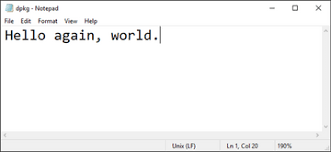 dpkg - Notepad
File Edit Format View Help
Hello again, world.
Unix (LF) Ln 1, Col 20 190%